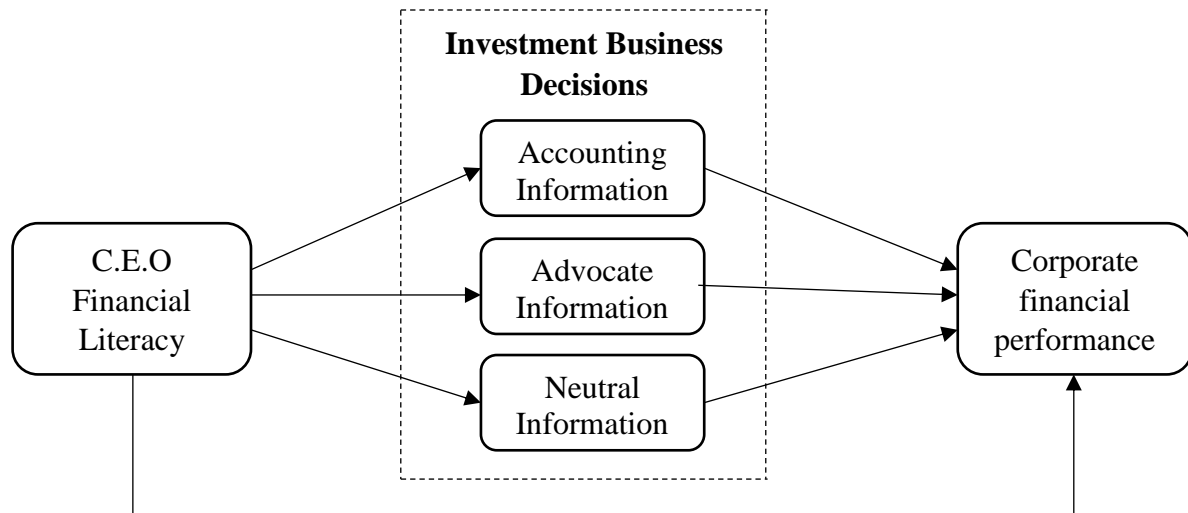 Investment Business
Decisions
Accounting
Information
C.E.O
Financial
Literacy
Advocate
Information
Corporate
financial
performance
Neutral
Information